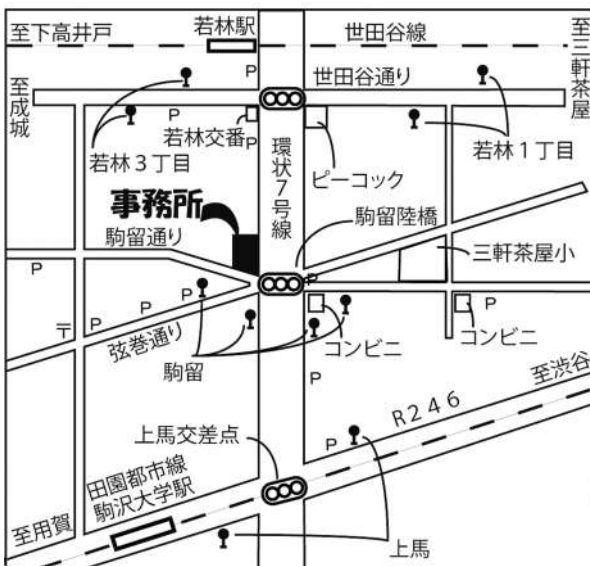 至下高井戸
若林駅
世田谷線
至三軒茶屋
P
世田谷通り
至成城
P
若林交番
P
若林3丁目
環状7号線
ピーコック
若林1丁目
事務所
駒留通り
駒留陸橋
三軒茶屋小
P
P
P
P
P
P
〒
弦巻通り
コンビニ
コンビニ
駒留
P
至渋谷
R246
上馬交差点
P
田園都市線
駒沢大学駅
至用賀
上馬